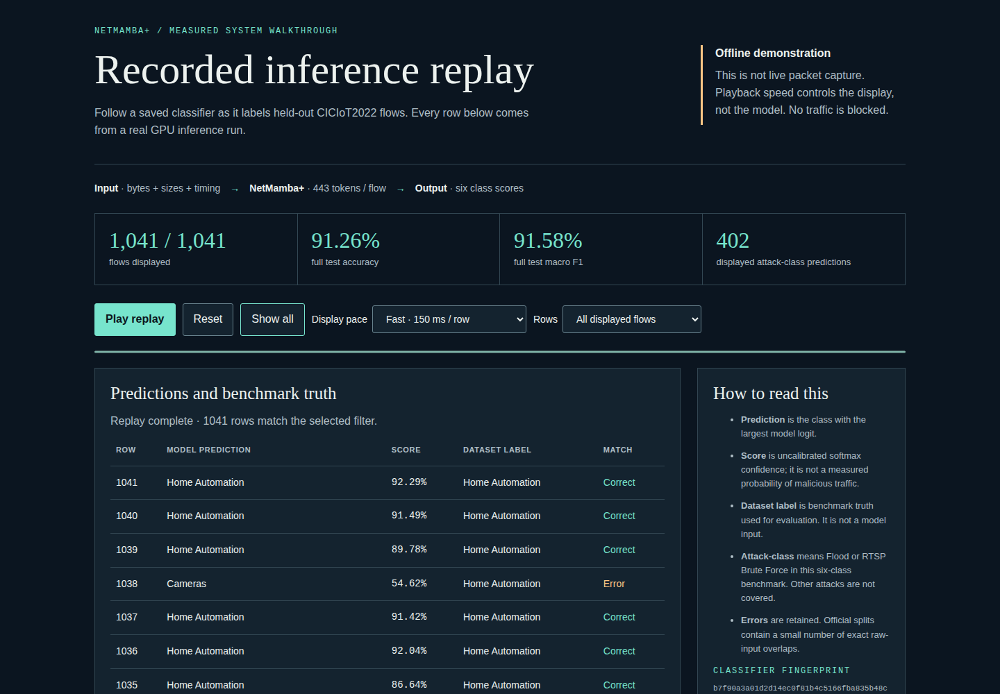 NETMAMBA+ / MEASURED SYSTEM WALKTHROUGH
Recorded inference replay
Follow a saved classifier as it labels held-out CICIoT2022 flows. Every row below comes
from a real GPU inference run.
Offline demonstration
This is not live packet capture.
Playback speed controls the display,
not the model. No traffic is blocked.
Input · bytes + sizes + timing → NetMamba+ · 443 tokens / flow → Output · six class scores
1,041 / 1,041
flows displayed
91.26%
full test accuracy
91.58%
full test macro F1
402
displayed attack-class predictions
Play replay Reset Show all Display pace Fast · 150 ms / row Rows All displayed flows
Predictions and benchmark truth
Replay complete · 1041 rows match the selected filter.
ROW MODEL PREDICTION SCORE DATASET LABEL MATCH
1041 Home Automation 92.29% Home Automation Correct
1040 Home Automation 91.49% Home Automation Correct
1039 Home Automation 89.78% Home Automation Correct
1038 Cameras 54.62% Home Automation Error
1037 Home Automation 91.42% Home Automation Correct
1036 Home Automation 92.04% Home Automation Correct
1035 Home Automation 86.64% Home Automation Correct
How to read this
• Prediction is the class with the
largest model logit.
• Score is uncalibrated softmax
confidence; it is not a measured
probability of malicious traffic.
• Dataset label is benchmark truth
used for evaluation. It is not a model
input.
• Attack-class means Flood or RTSP
Brute Force in this six-class
benchmark. Other attacks are not
covered.
• Errors are retained. Official splits
contain a small number of exact raw-
input overlaps.
CLASSIFIER FINGERPRINT
b7f90a3a01d2d14ec0f81b4c5166fba835b48c